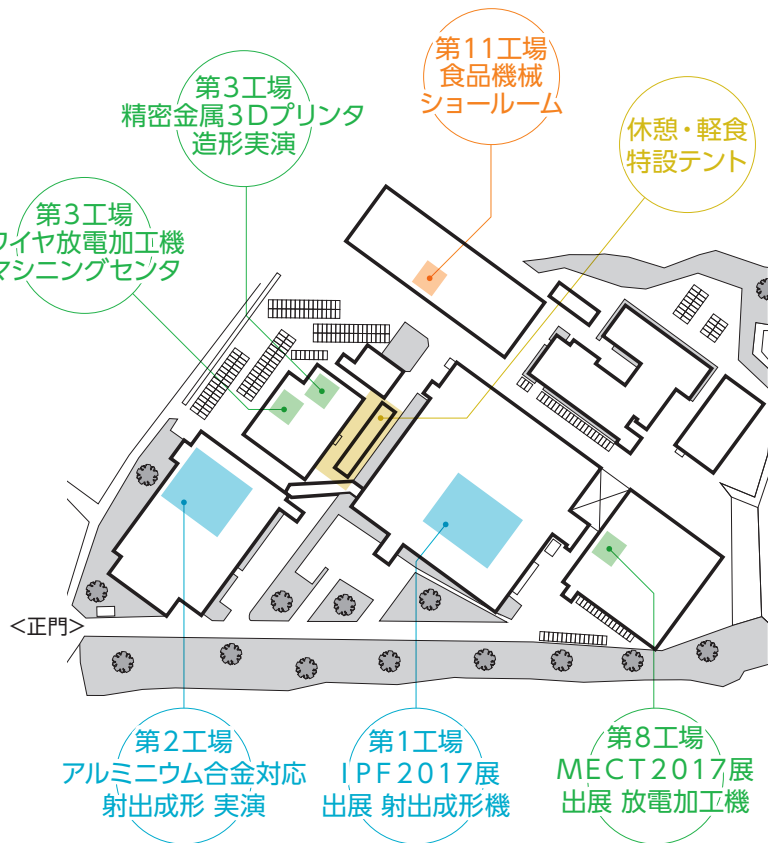 第11工場
食品機械
ショールーム
第3工場
精密金属3Dプリンタ
造形実演
休憩・軽食
特設テント
第3工場
ワイヤ放電加工機
マシニングセンタ
<正門>
第2工場
アルミニウム合金対応
射出成形 実演
第1工場
IPF2017展
出展 射出成形機
第8工場
MECT2017展
出展 放電加工機